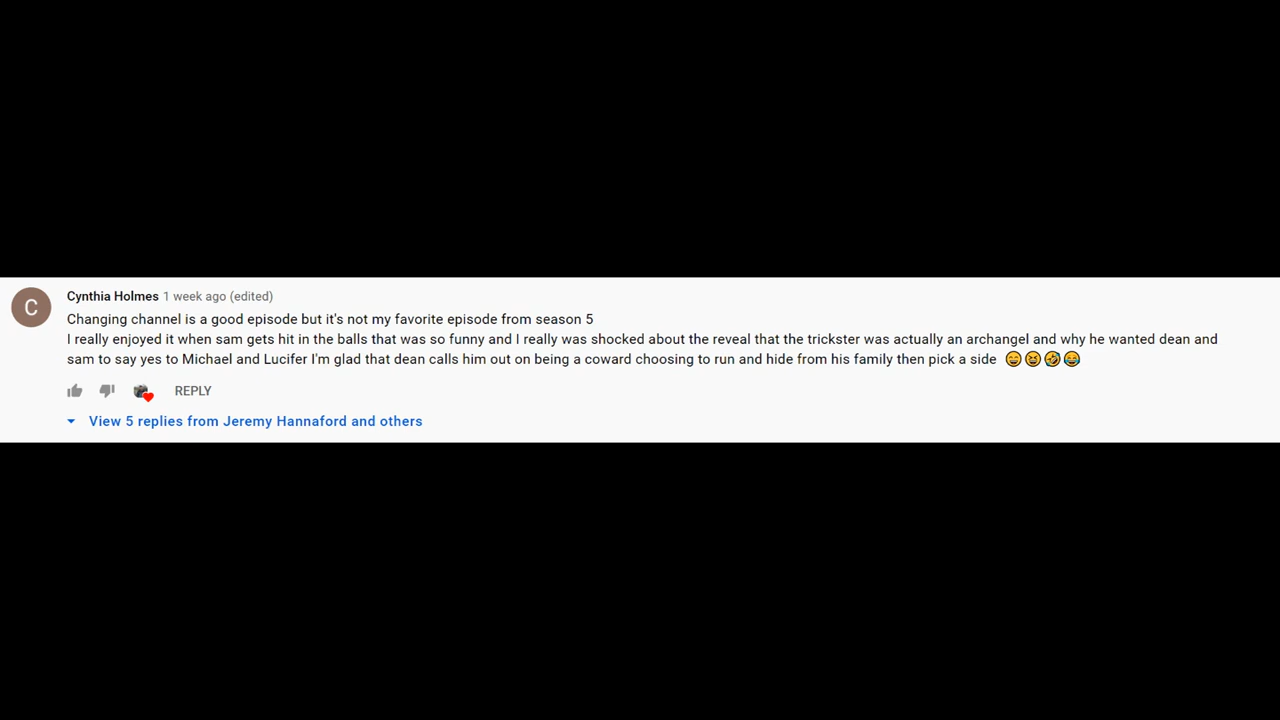 C
Cynthia Holmes 1 week ago (edited)
Changing channel is a good episode but it's not my favorite episode from season 5
I really enjoyed it when sam gets hit in the balls that was so funny and I really was shocked about the reveal that the trickster was actually an archangel and why he wanted dean and
sam to say yes to Michael and Lucifer I'm glad that dean calls him out on being a coward choosing to run and hide from his family then pick a side 😄😆🤣😂
REPLY
View 5 replies from Jeremy Hannaford and others